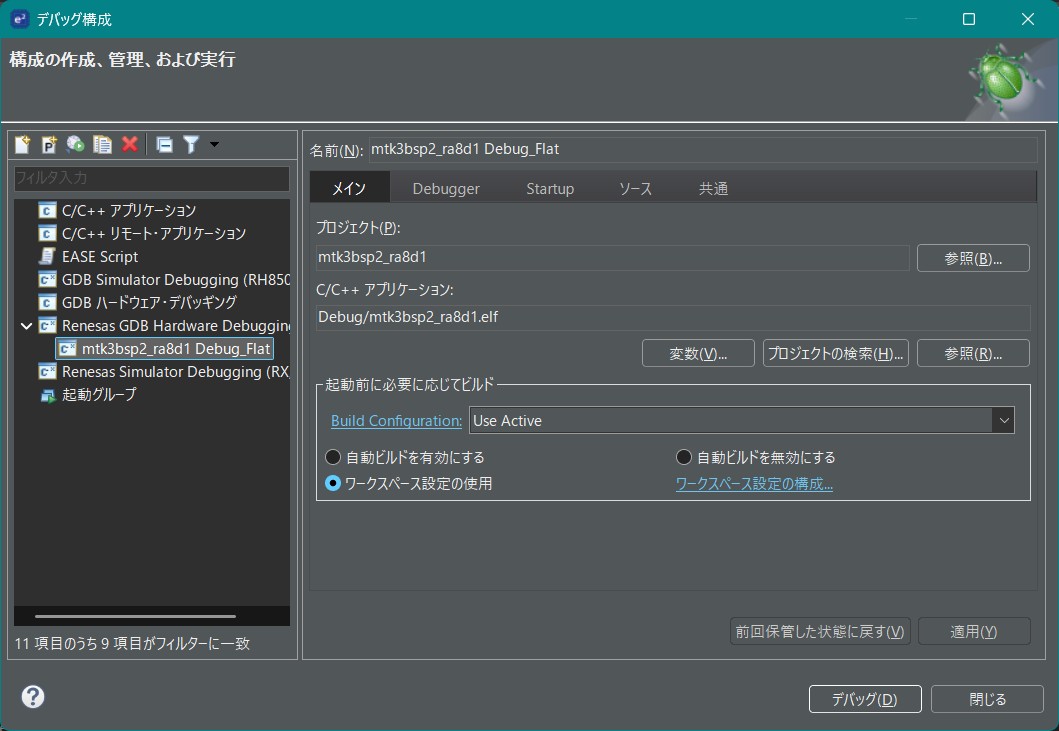 e²
デバッグ構成
構成の作成、管理、および実行
フィルタ入力
C/C++ アプリケーション
C/C++ リモート・アプリケーション
EASE Script
GDB Simulator Debugging (RH850
GDB ハードウェア・デバッギング
Renesas GDB Hardware Debugging
mtk3bsp2_ra8d1 Debug_Flat
Renesas Simulator Debugging (RX,
起動グループ
11 項目のうち 9 項目がフィルターに一致
名前(N): mtk3bsp2_ra8d1 Debug_Flat
メイン Debugger Startup ソース 共通
プロジェクト(P):
mtk3bsp2_ra8d1 参照(B)...
C/C++ アプリケーション:
Debug/mtk3bsp2_ra8d1.elf
変数(V)... プロジェクトの検索(H)... 参照(R)...
起動前に必要に応じてビルド
Build Configuration: Use Active
自動ビルドを有効にする 自動ビルドを無効にする
ワークスペース設定の使用 ワークスペース設定の構成...
前回保管した状態に戻す(V) 適用(Y)
? デバッグ(D) 閉じる